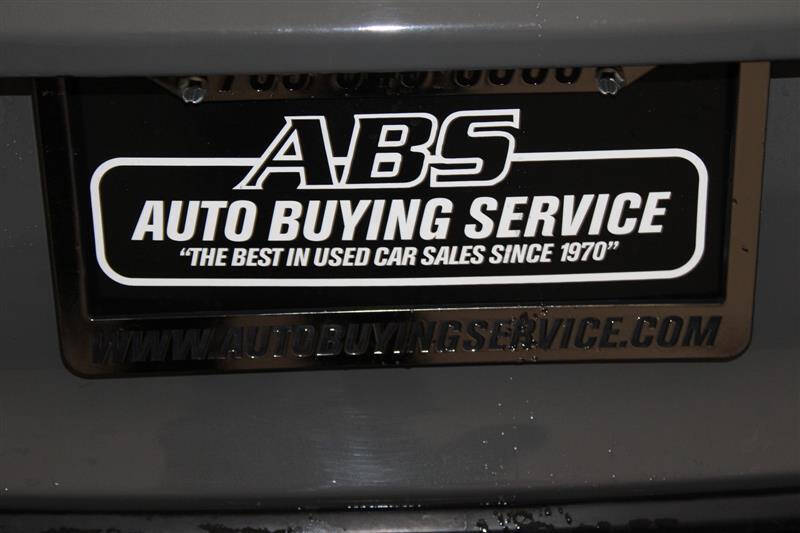 ABS
AUTO BUYING SERVICE
“THE BEST IN USED CAR SALES SINCE 1970”
WWW.AUTOBUYINGSERVICE.COM